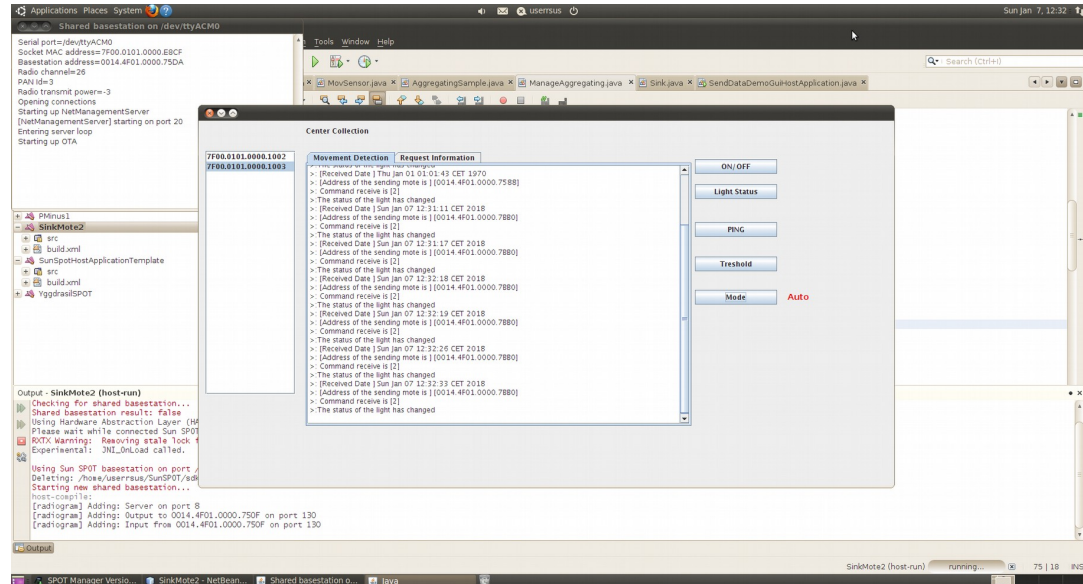 Applications Places System
userrsus
Sun Jan 7, 12:32
Shared basestation on /dev/ttyACM0
Tools Window Help
Serial port=/dev/ttyACM0
Socket MAC address=7F00.0101.0000.E8CF
Basestation address=0014.4F01.0000.75DA
Radio channel=26
PAN Id=3
Radio transmit power=-3
Opening connections
Starting up NetManagementServer
[NetManagementServer] starting on port 20
Entering server loop
Starting up OTA
Search (Ctrl+I)
MovSensor.java AggregatingSample.java ManageAggregating.java Sink.java SendDataDemoGuiHostApplication.java
Center Collection
7F00.0101.0000.1002
7F00.0101.0000.1003
Movement Detection Request Information
>:The status of the light has changed
>: [Received Date ] Thu Jan 01 01:01:43 CET 1970
>: [Address of the sending mote is ] [0014.4F01.0000.7588]
>: Command receive is [2]
>:The status of the light has changed
>: [Received Date ] Sun Jan 07 12:31:11 CET 2018
>: [Address of the sending mote is ] [0014.4F01.0000.78B0]
>: Command receive is [2]
>:The status of the light has changed
>: [Received Date ] Sun Jan 07 12:31:17 CET 2018
>: [Address of the sending mote is ] [0014.4F01.0000.78B0]
>: Command receive is [2]
>:The status of the light has changed
>: [Received Date ] Sun Jan 07 12:32:18 CET 2018
>: [Address of the sending mote is ] [0014.4F01.0000.78B0]
>: Command receive is [2]
>:The status of the light has changed
>: [Received Date ] Sun Jan 07 12:32:19 CET 2018
>: [Address of the sending mote is ] [0014.4F01.0000.78B0]
>: Command receive is [2]
>:The status of the light has changed
>: [Received Date ] Sun Jan 07 12:32:26 CET 2018
>: [Address of the sending mote is ] [0014.4F01.0000.78B0]
>: Command receive is [2]
>:The status of the light has changed
>: [Received Date ] Sun Jan 07 12:32:33 CET 2018
>: [Address of the sending mote is ] [0014.4F01.0000.78B0]
>: Command receive is [2]
>:The status of the light has changed
ON/OFF
Light Status
PING
Treshold
Mode Auto
PMinus1
SinkMote2
src
build.xml
SunSpotHostApplicationTemplate
src
build.xml
YggdrasilSPOT
Output - SinkMote2 (host-run)
Checking for shared basestation...
Shared basestation result: false
Using Hardware Abstraction Layer (HA
Please wait while connected Sun SPOT
RXTX Warning: Removing stale lock f
Experimental: JNI_OnLoad called.
Using Sun SPOT basestation on port /
Deleting: /home/userrsus/SunSPOT/sdk
Starting new shared basestation...
host-compile:
[radiogram] Adding: Server on port 8
[radiogram] Adding: Output to 0014.4F01.0000.750F on port 130
[radiogram] Adding: Input from 0014.4F01.0000.750F on port 130
Output
SinkMote2 (host-run) running... 75 | 18 INS
SPOT Manager Versio... SinkMote2 - NetBean... Shared basestation o... Java